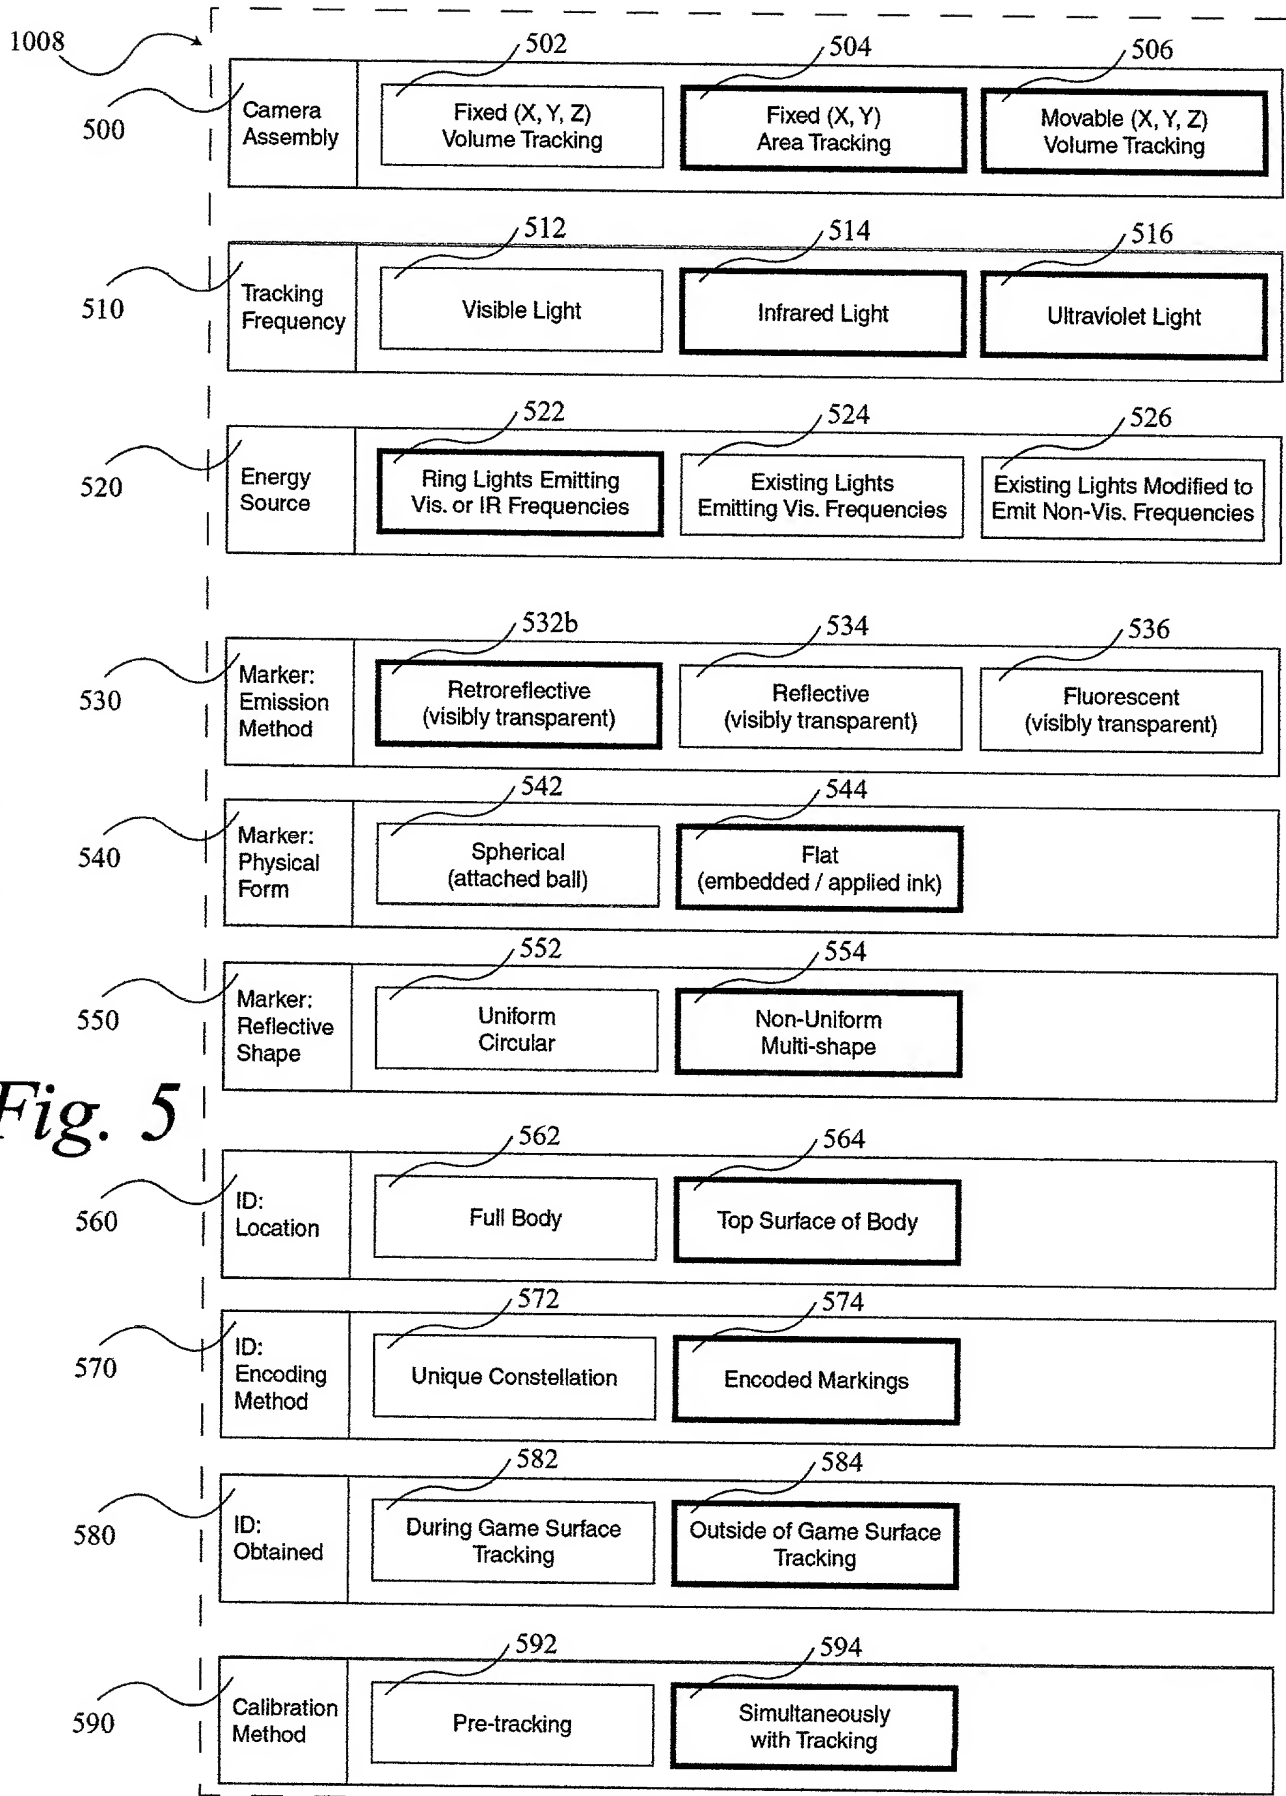 1008
502
504
506
500
Camera
Assembly
Fixed (X, Y, Z)
Volume Tracking
Fixed (X, Y)
Area Tracking
Movable (X, Y, Z)
Volume Tracking
512
514
516
510
Tracking
Frequency
Visible Light
Infrared Light
Ultraviolet Light
522
524
526
520
Energy
Source
Ring Lights Emitting
Vis. or IR Frequencies
Existing Lights
Emitting Vis. Frequencies
Existing Lights Modified to
Emit Non-Vis. Frequencies
532b
534
536
530
Marker:
Emission
Method
Retroreflective
(visibly transparent)
Reflective
(visibly transparent)
Fluorescent
(visibly transparent)
542
544
540
Marker:
Physical
Form
Spherical
(attached ball)
Flat
(embedded / applied ink)
552
554
550
Marker:
Reflective
Shape
Uniform
Circular
Non-Uniform
Multi-shape
Fig. 5
562
564
560
ID:
Location
Full Body
Top Surface of Body
572
574
570
ID:
Encoding
Method
Unique Constellation
Encoded Markings
582
584
580
ID:
Obtained
During Game Surface
Tracking
Outside of Game Surface
Tracking
592
594
590
Calibration
Method
Pre-tracking
Simultaneously
with Tracking